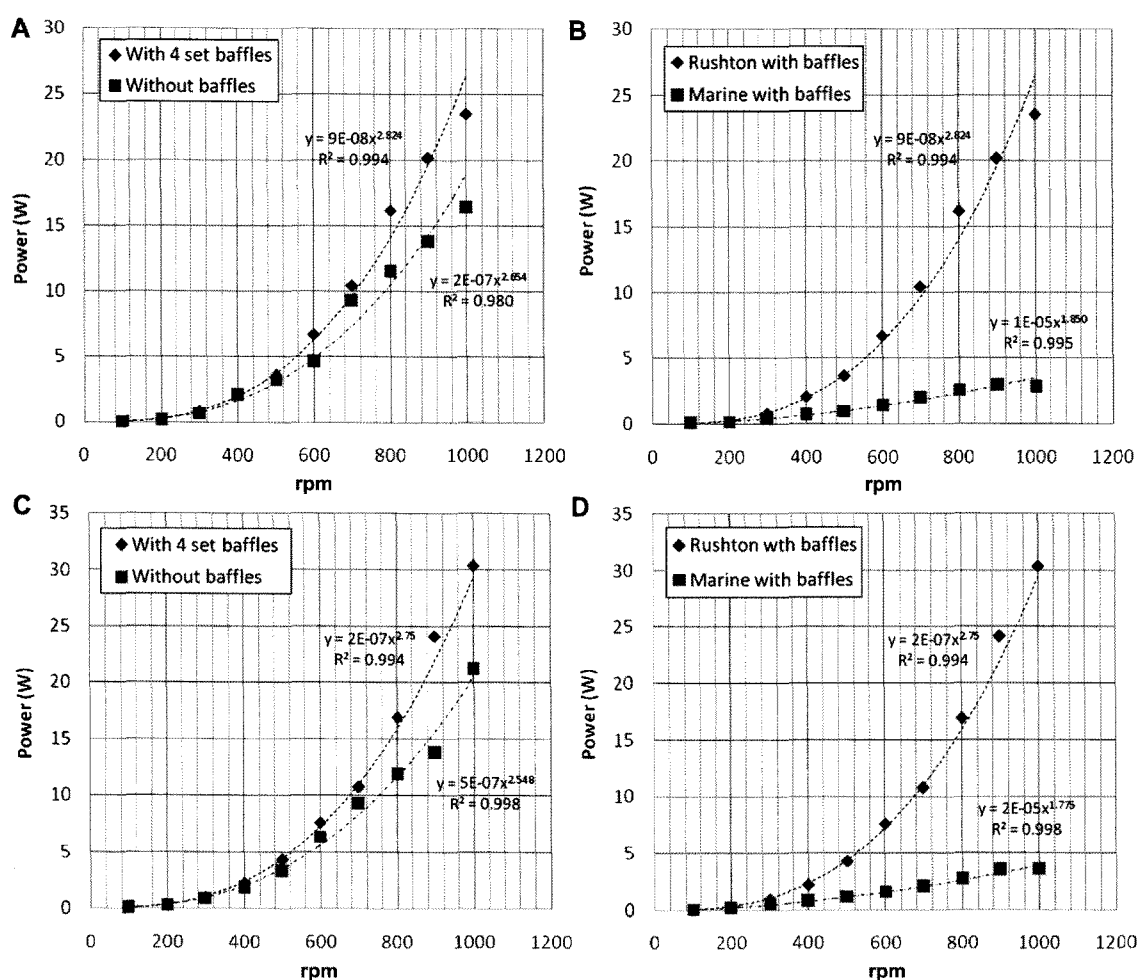 A
With 4 set baffles
Without baffles
y = 9E-08x^2.824
R² = 0.994
y = 2E-07x^2.654
R² = 0.980
Power (W)
30
25
20
15
10
5
0
0 200 400 600 800 1000 1200
rpm
B
Rushton with baffles
Marine with baffles
y = 9E-08x^2.824
R² = 0.994
y = 1E-05x^1.850
R² = 0.995
Power (W)
30
25
20
15
10
5
0
0 200 400 600 800 1000 1200
rpm
C
With 4 set baffles
Without baffles
y = 2E-07x^2.75
R² = 0.994
y = 5E-07x^2.548
R² = 0.998
Power (W)
35
30
25
20
15
10
5
0
0 200 400 600 800 1000 1200
rpm
D
Rushton wth baffles
Marine with baffles
y = 2E-07x^2.75
R² = 0.994
y = 2E-05x^1.775
R² = 0.998
Power (W)
35
30
25
20
15
10
5
0
0 200 400 600 800 1000 1200
rpm